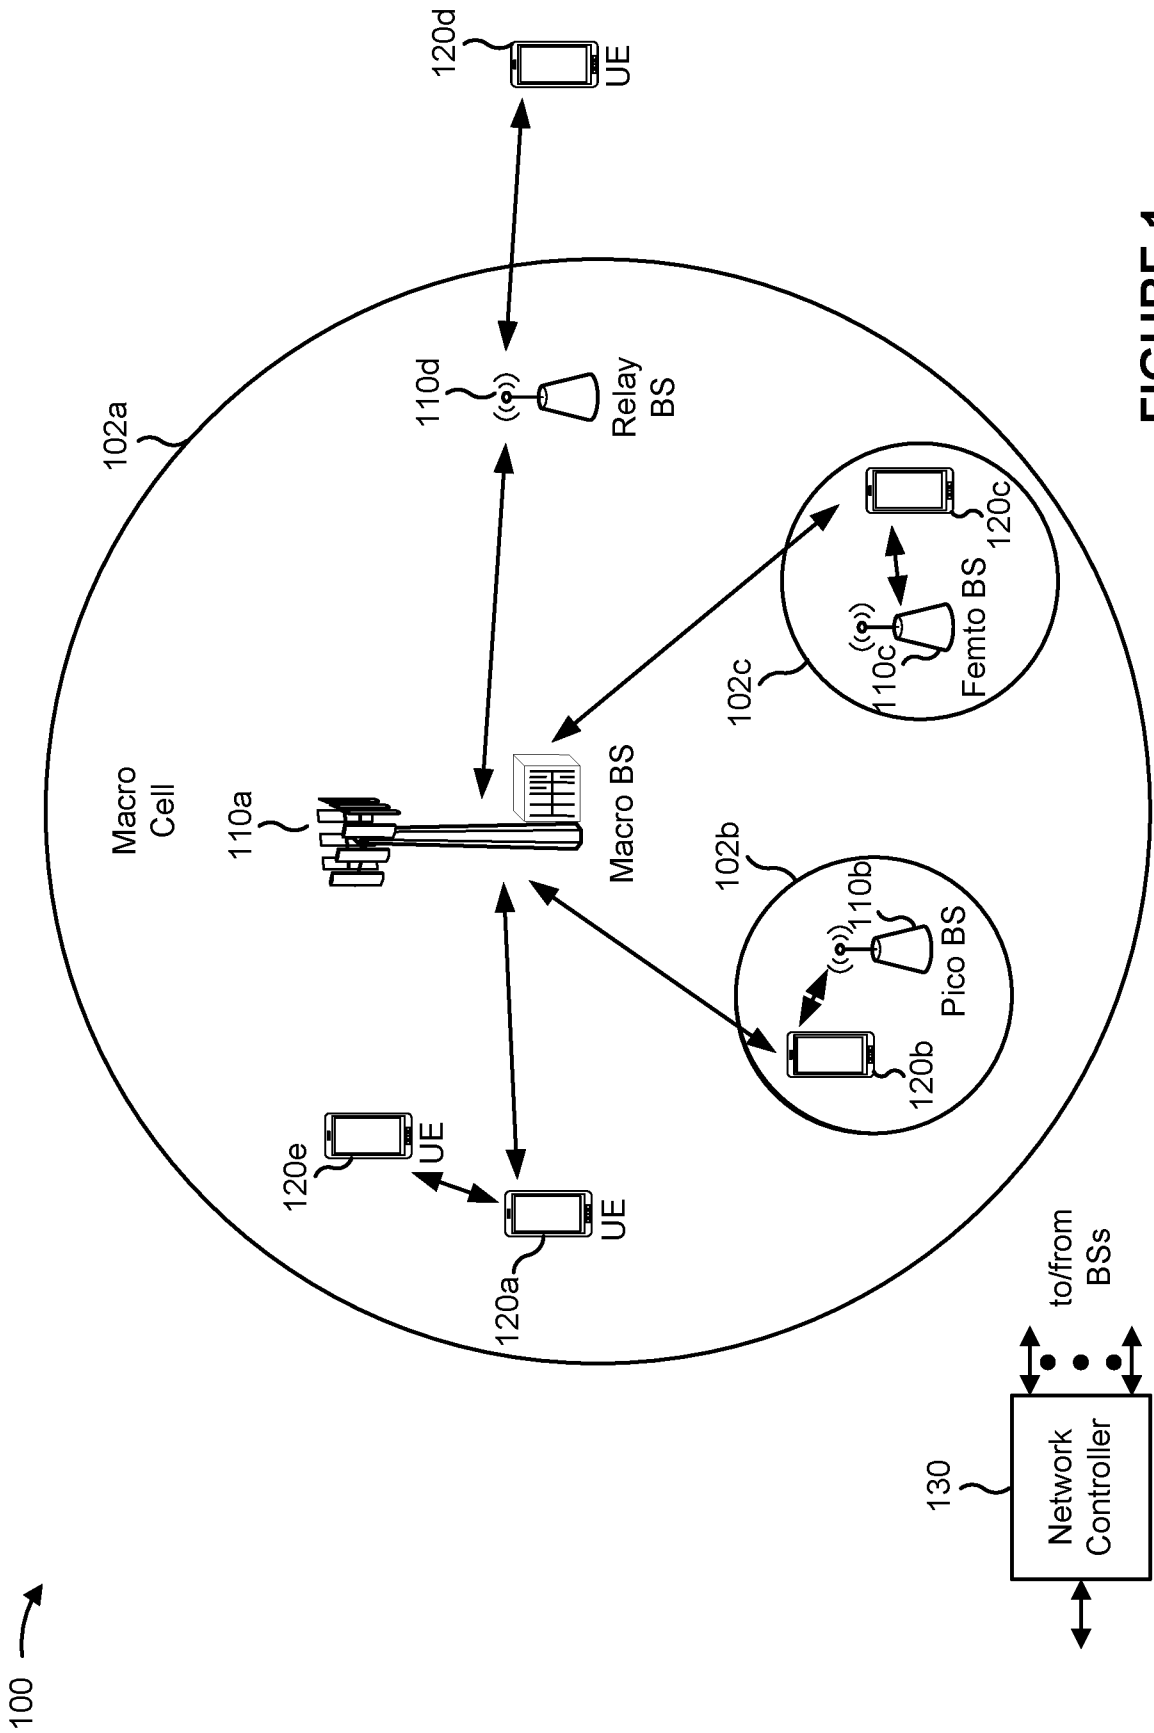 100
102a
Macro
Cell
110a
120d
UE
110d
Relay
BS
120e
UE
120a
UE
Macro BS
102b
110b
Pico BS
120b
102c
110c
Femto BS
120c
130
Network
Controller
to/from
BSs
FIGURE 1